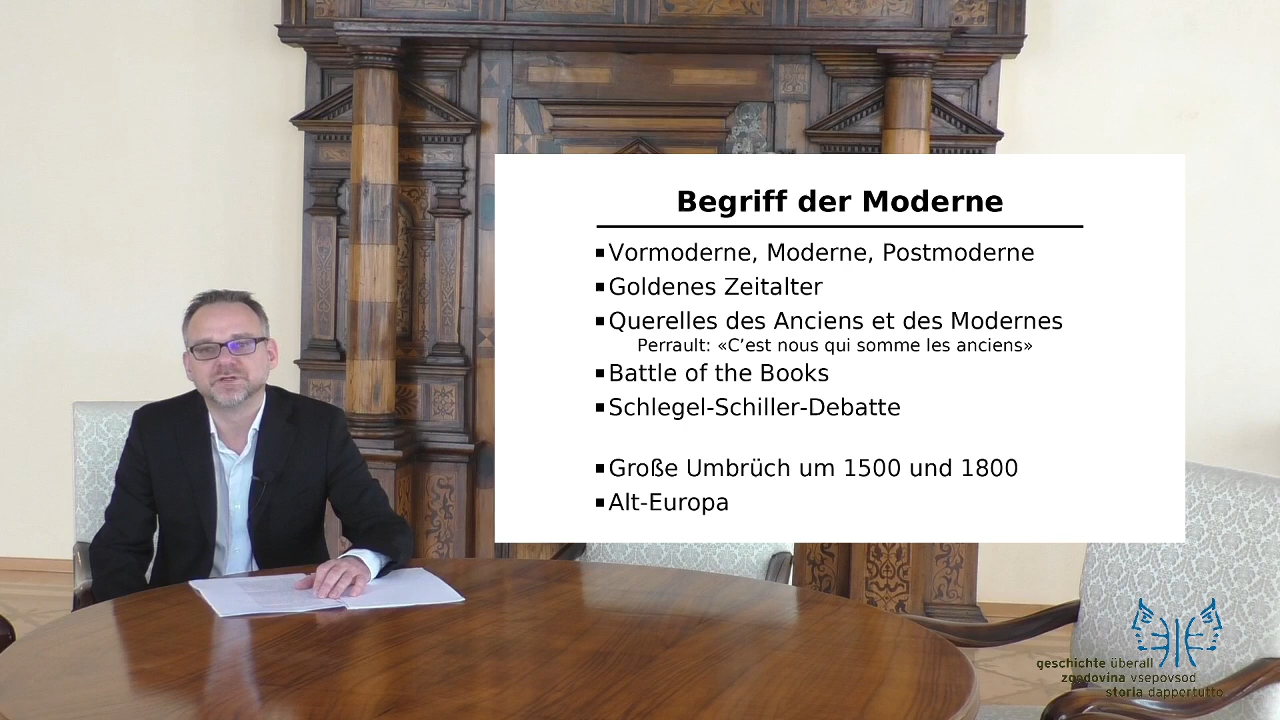 Begriff der Moderne
▪Vormoderne, Moderne, Postmoderne
▪Goldenes Zeitalter
▪Querelles des Anciens et des Modernes
Perrault: «C’est nous qui somme les anciens»
▪Battle of the Books
▪Schlegel-Schiller-Debatte
▪Große Umbrüch um 1500 und 1800
▪Alt-Europa
geschichte überall
zgodovina vsepovsod
storia dappertutto